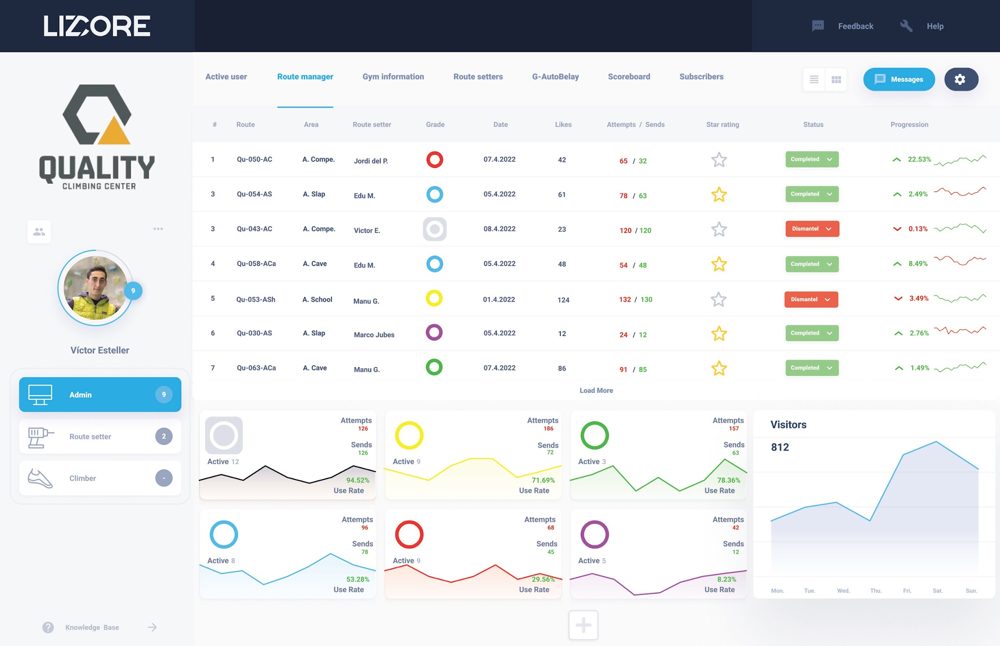 LIZCORE
Feedback
Help
Active user
Route manager
Gym information
Route setters
G-AutoBelay
Scoreboard
Subscribers
Messages
QUALITY
CLIMBING CENTER
9
Víctor Esteller
Admin 9
Route setter 2
Climber -
Knowledge Base
# Route Area Route setter Grade Date Likes Attempts / Sends Star rating Status Progression
1 Qu-050-AC A. Compe. Jordi del P. 07.4.2022 42 65 / 32 Completed 22.53%
3 Qu-054-AS A. Slap Edu M. 05.4.2022 61 78 / 63 Completed 2.49%
3 Qu-043-AC A. Compe. Victor E. 08.4.2022 23 120 / 120 Dismantel 0.13%
4 Qu-058-ACa A. Cave Edu M. 05.4.2022 48 54 / 48 Completed 8.49%
5 Qu-053-ASh A. School Manu G. 01.4.2022 124 132 / 130 Dismantel 3.49%
6 Qu-030-AS A. Slap Marco Jubes 05.4.2022 12 24 / 12 Completed 2.76%
7 Qu-063-ACa A. Cave Manu G. 07.4.2022 86 91 / 85 Completed 1.49%
Load More
Attempts
126
Sends
126
Active 12
94.52%
Use Rate
Attempts
186
Sends
72
Active 9
71.69%
Use Rate
Attempts
157
Sends
63
Active 3
78.36%
Use Rate
Attempts
96
Sends
78
Active 8
53.28%
Use Rate
Attempts
68
Sends
45
Active 9
29.56%
Use Rate
Attempts
42
Sends
12
Active 5
8.23%
Use Rate
Visitors
812
Mon. Tue. Wed. Thu. Fri. Sat. Sun.